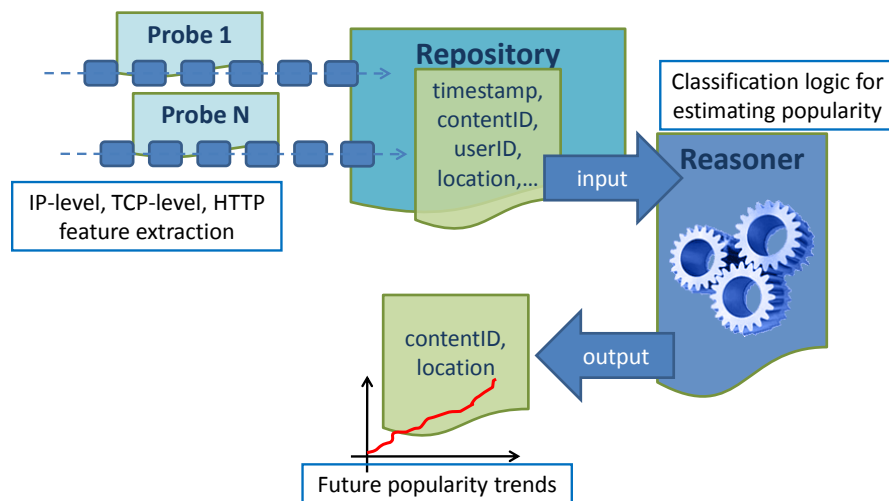 Probe 1
Probe N
IP-level, TCP-level, HTTP
feature extraction
Repository
timestamp,
contentID,
userID,
location,...
input
Classification logic for
estimating popularity
Reasoner
output
contentID,
location
Future popularity trends